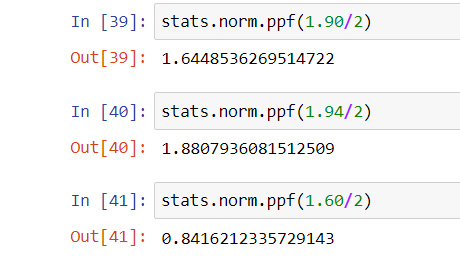 In [39]: stats.norm.ppf(1.90/2)
Out[39]: 1.6448536269514722
In [40]: stats.norm.ppf(1.94/2)
Out[40]: 1.8807936081512509
In [41]: stats.norm.ppf(1.60/2)
Out[41]: 0.8416212335729143